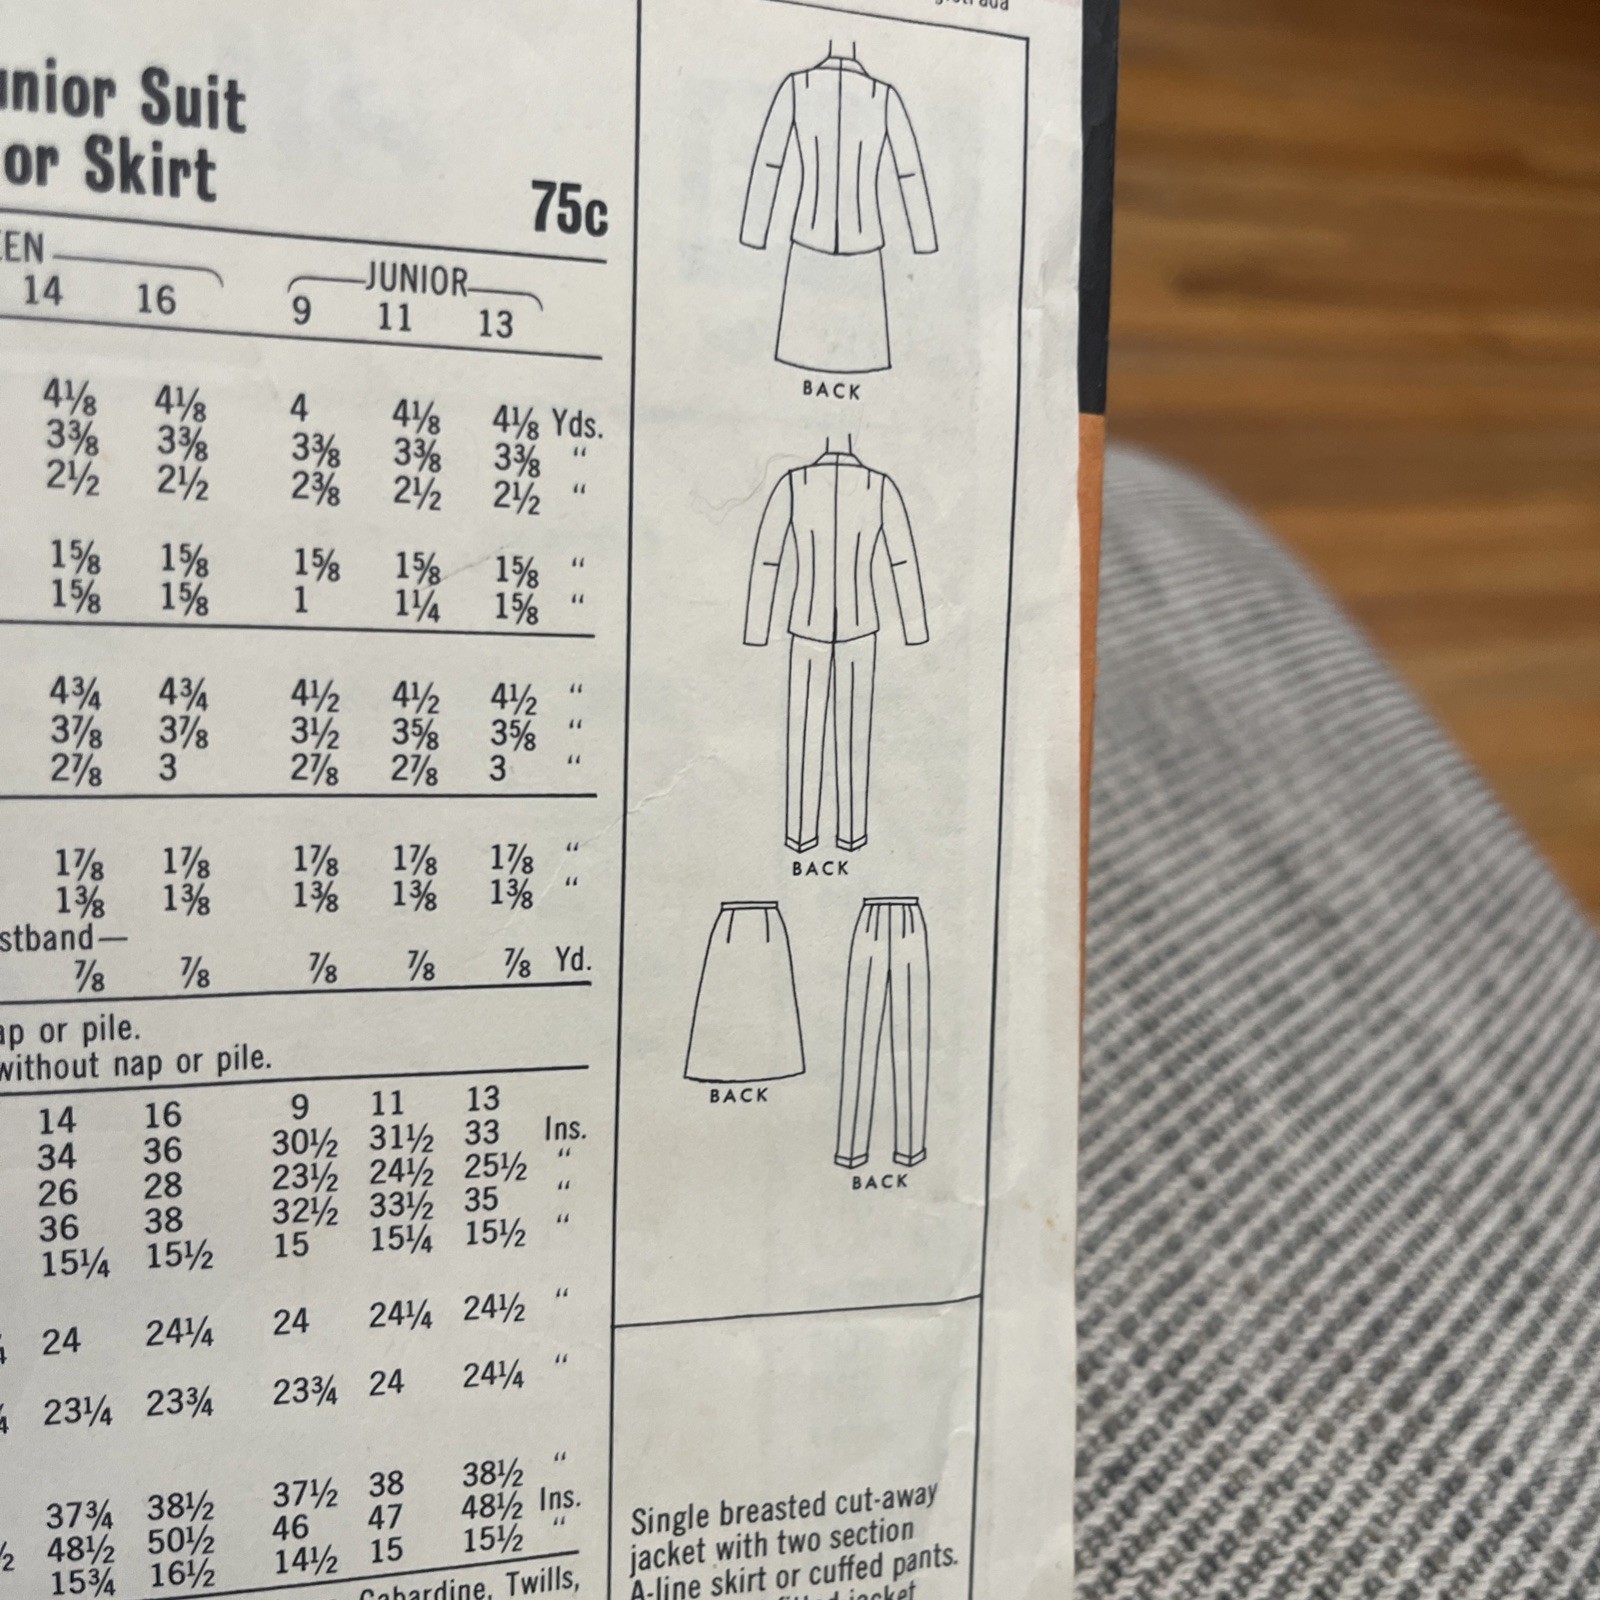 Junior Suit
or Skirt
75c
14 16
JUNIOR
9 11 13
4⅛ 4⅛ 4 4⅛ 4⅛ Yds.
3⅜ 3⅜ 3⅜ 3⅜ 3⅜ "
2½ 2½ 2⅜ 2½ 2½ "
1⅝ 1⅝ 1⅝ 1⅝ 1⅝ "
1⅝ 1⅝ 1 1¼ 1⅝ "
4¾ 4¾ 4½ 4½ 4½ "
3⅞ 3⅞ 3½ 3⅝ 3⅝ "
2⅞ 3 2⅞ 2⅞ 3 "
1⅞ 1⅞ 1⅞ 1⅞ 1⅞ "
1⅜ 1⅜ 1⅜ 1⅜ 1⅜ "
stband—
⅞ ⅞ ⅞ ⅞ ⅞ Yd.
or pile.
without nap or pile.
14 16 9 11 13
34 36 30½ 31½ 33 Ins.
26 28 23½ 24½ 25½ "
36 38 32½ 33½ 35 "
15¼ 15½ 15 15¼ 15½ "
24 24¼ 24 24¼ 24½ "
23¼ 23¾ 23¾ 24 24¼ "
37¾ 38½ 37½ 38 38½ "
48½ 50½ 46 47 48½ Ins.
15¾ 16½ 14½ 15 15½ "
Gabardine, Twills,
BACK
BACK
BACK
BACK
Single breasted cut-away
jacket with two section
A-line skirt or cuffed pants.
jacket